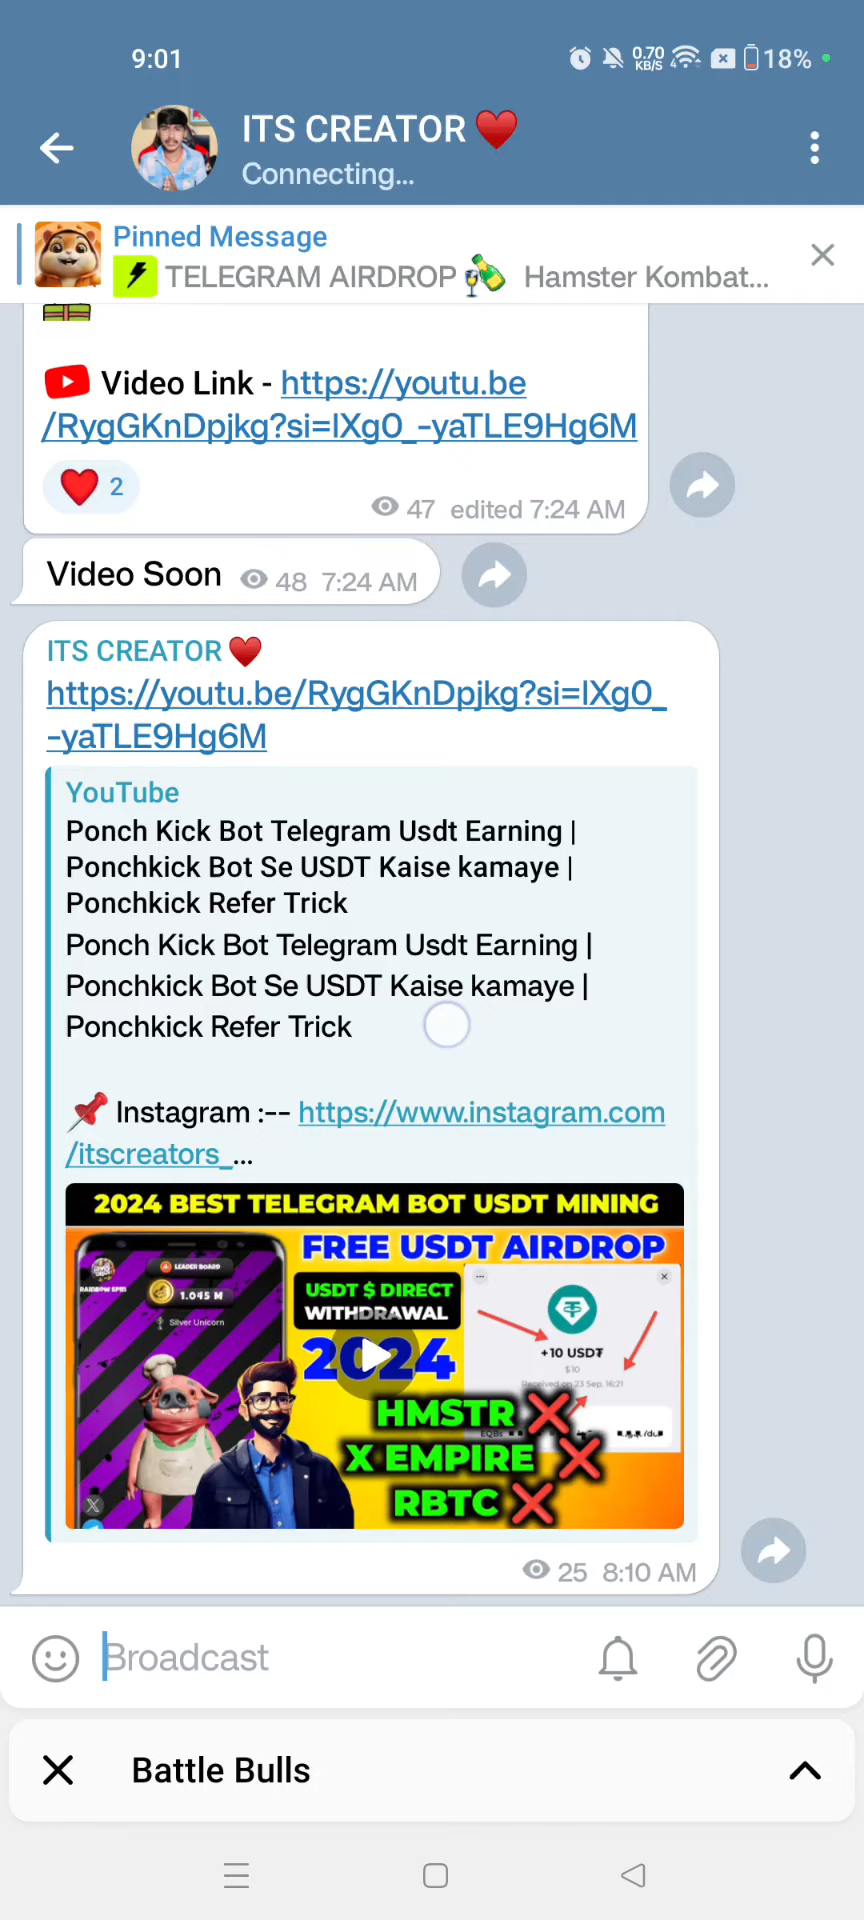 9:01
0.70
KB/S
4
18%
ITS CREATOR ♥️
Connecting...
Pinned Message
⚡ TELEGRAM AIRDROP 🍾 Hamster Kombat...
Video Link - https://youtu.be
/RygGKnDpjkg?si=lXg0_-yaTLE9Hg6M
❤️ 2
47 edited 7:24 AM
Video Soon 48 7:24 AM
ITS CREATOR ♥️
https://youtu.be/RygGKnDpjkg?si=lXg0_
-yaTLE9Hg6M
YouTube
Ponch Kick Bot Telegram Usdt Earning |
Ponchkick Bot Se USDT Kaise kamaye |
Ponchkick Refer Trick
Ponch Kick Bot Telegram Usdt Earning |
Ponchkick Bot Se USDT Kaise kamaye |
Ponchkick Refer Trick
📌 Instagram :-- https://www.instagram.com
/itscreators_...
2024 BEST TELEGRAM BOT USDT MINING
FREE USDT AIRDROP
LEADER BOARD
RAINBOW SPIN
1.045 M
Silver Unicorn
USDT $ DIRECT
WITHDRAWAL
2024
+10 USD₮
$10
Received on 23 Sep, 16:21
HMSTR ❌
X EMPIRE ❌
RBTC ❌
25 8:10 AM
Broadcast
Battle Bulls